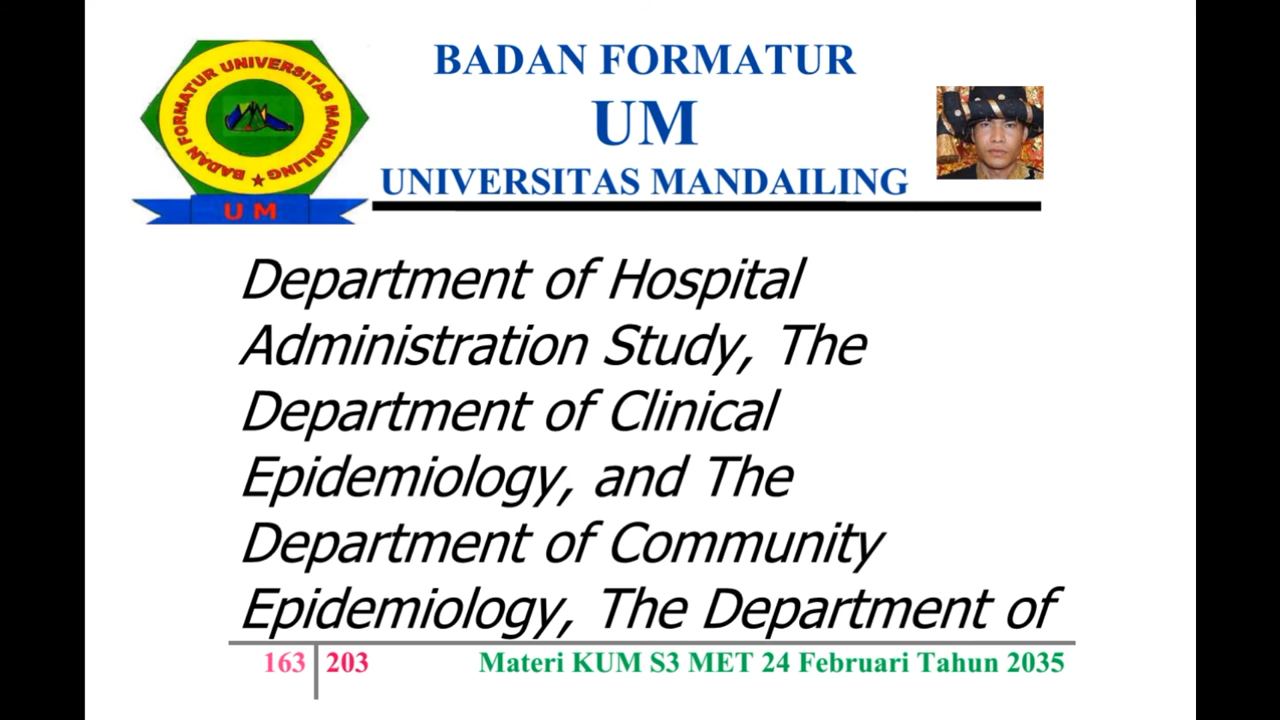 BADAN FORMATUR UNIVERSITAS MANDAILING
U M
BADAN FORMATUR
UM
UNIVERSITAS MANDAILING
Department of Hospital
Administration Study, The
Department of Clinical
Epidemiology, and The
Department of Community
Epidemiology, The Department of
163 203
Materi KUM S3 MET 24 Februari Tahun 2035